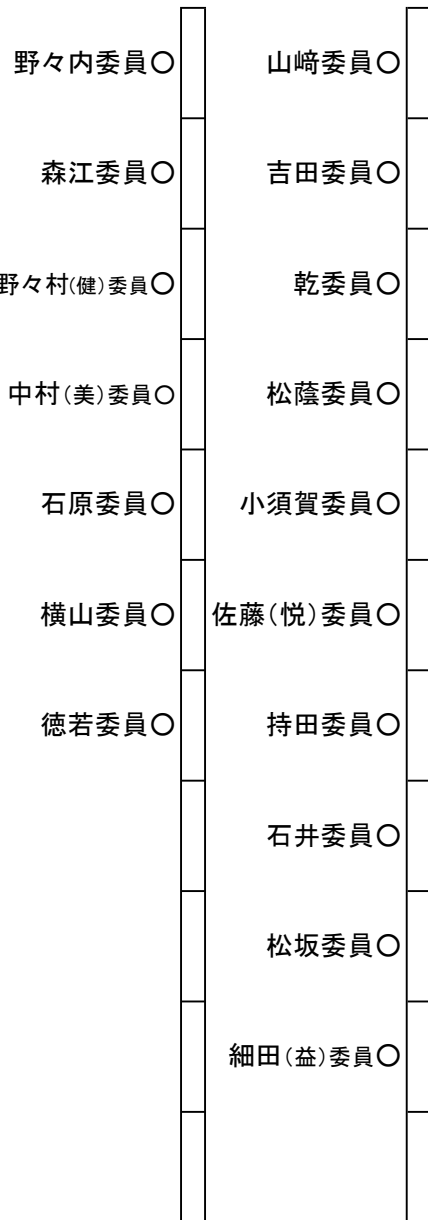 野々内委員○
山﨑委員○
森江委員○
吉田委員○
野々村(健)委員○
乾委員○
中村(美)委員○
松蔭委員○
石原委員○
小須賀委員○
横山委員○
佐藤(悦)委員○
徳若委員○
持田委員○
石井委員○
松坂委員○
細田(益)委員○